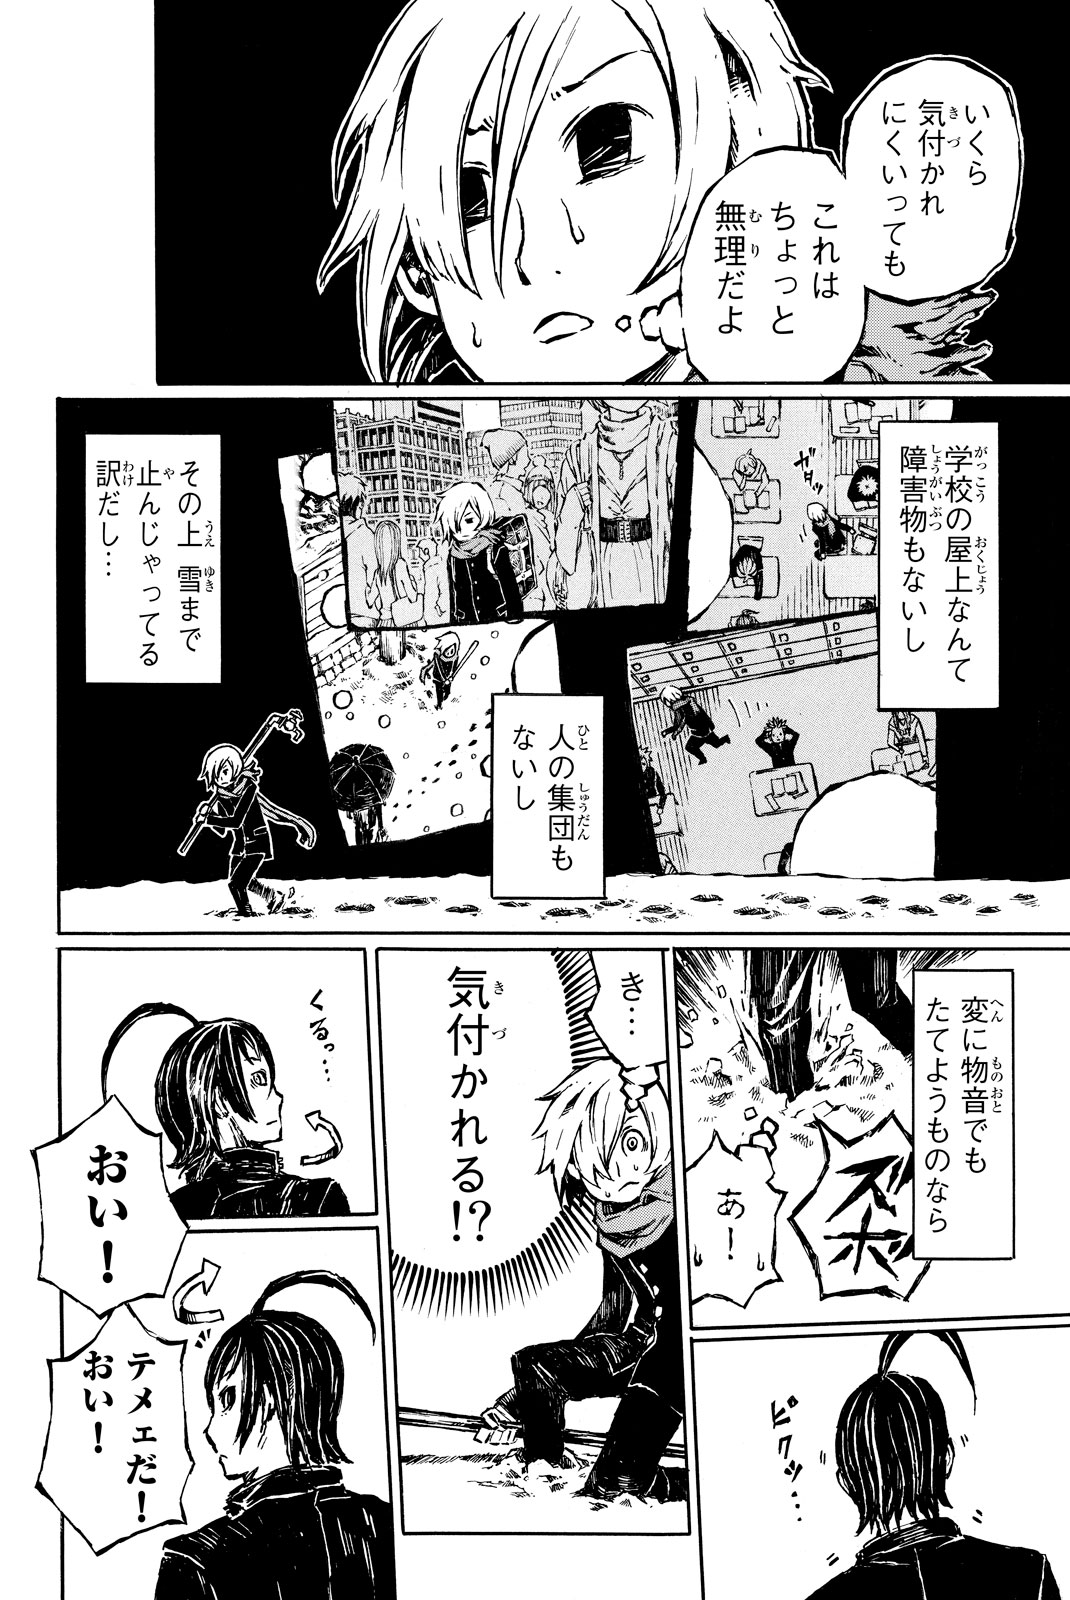 いくら
気付かれ
にくいっても
これは
ちょっと
無理だよ
学校の屋上なんて
障害物もないし
ガタッ
人の集団も
ないし
その上 雪まで
止んじゃってる
訳だし…
変に物音でも
たてようものなら
ズボ
あ!
ビクッ…
き…
気付かれる!?
くるっ…
おい!
テメェだ!
おい!